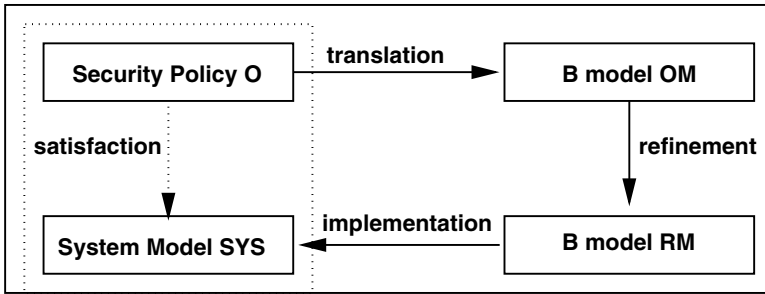 Security Policy O
translation
B model OM
satisfaction
refinement
System Model SYS
implementation
B model RM